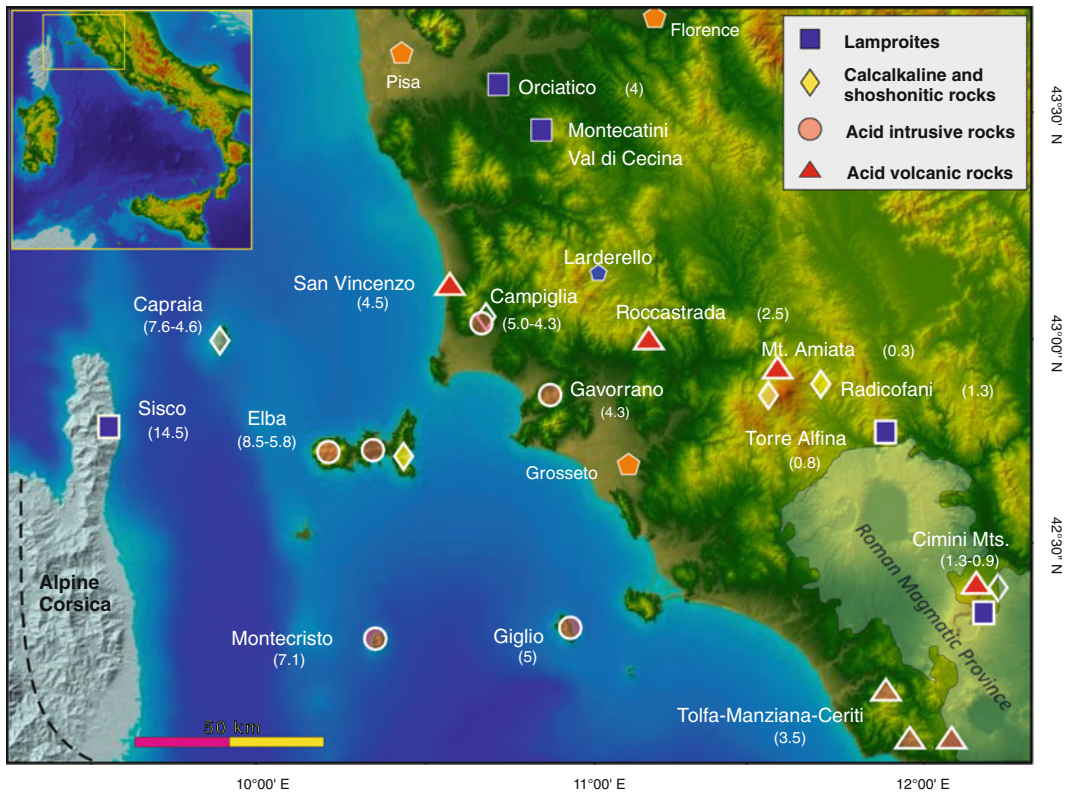 Florence
Pisa
Lamproites
Calcalkaline and
shoshonitic rocks
Acid intrusive rocks
Acid volcanic rocks
Orciatico (4)
Montecatini
Val di Cecina
43°30' N
Larderello
San Vincenzo
(4.5)
Campiglia
(5.0-4.3)
Capraia
(7.6-4.6)
Roccastrada (2.5)
43°00' N
Mt. Amiata (0.3)
Radicofani (1.3)
Gavorrano
(4.3)
Sisco
(14.5)
Elba
(8.5-5.8)
Torre Alfina
(0.8)
Grosseto
Roman Magmatic Province
Cimini Mts.
(1.3-0.9)
42°30'' N
Alpine
Corsica
Montecristo
(7.1)
Giglio
(5)
Tolfa-Manziana-Ceriti
(3.5)
50 km
10°00' E
11°00' E
12°00' E